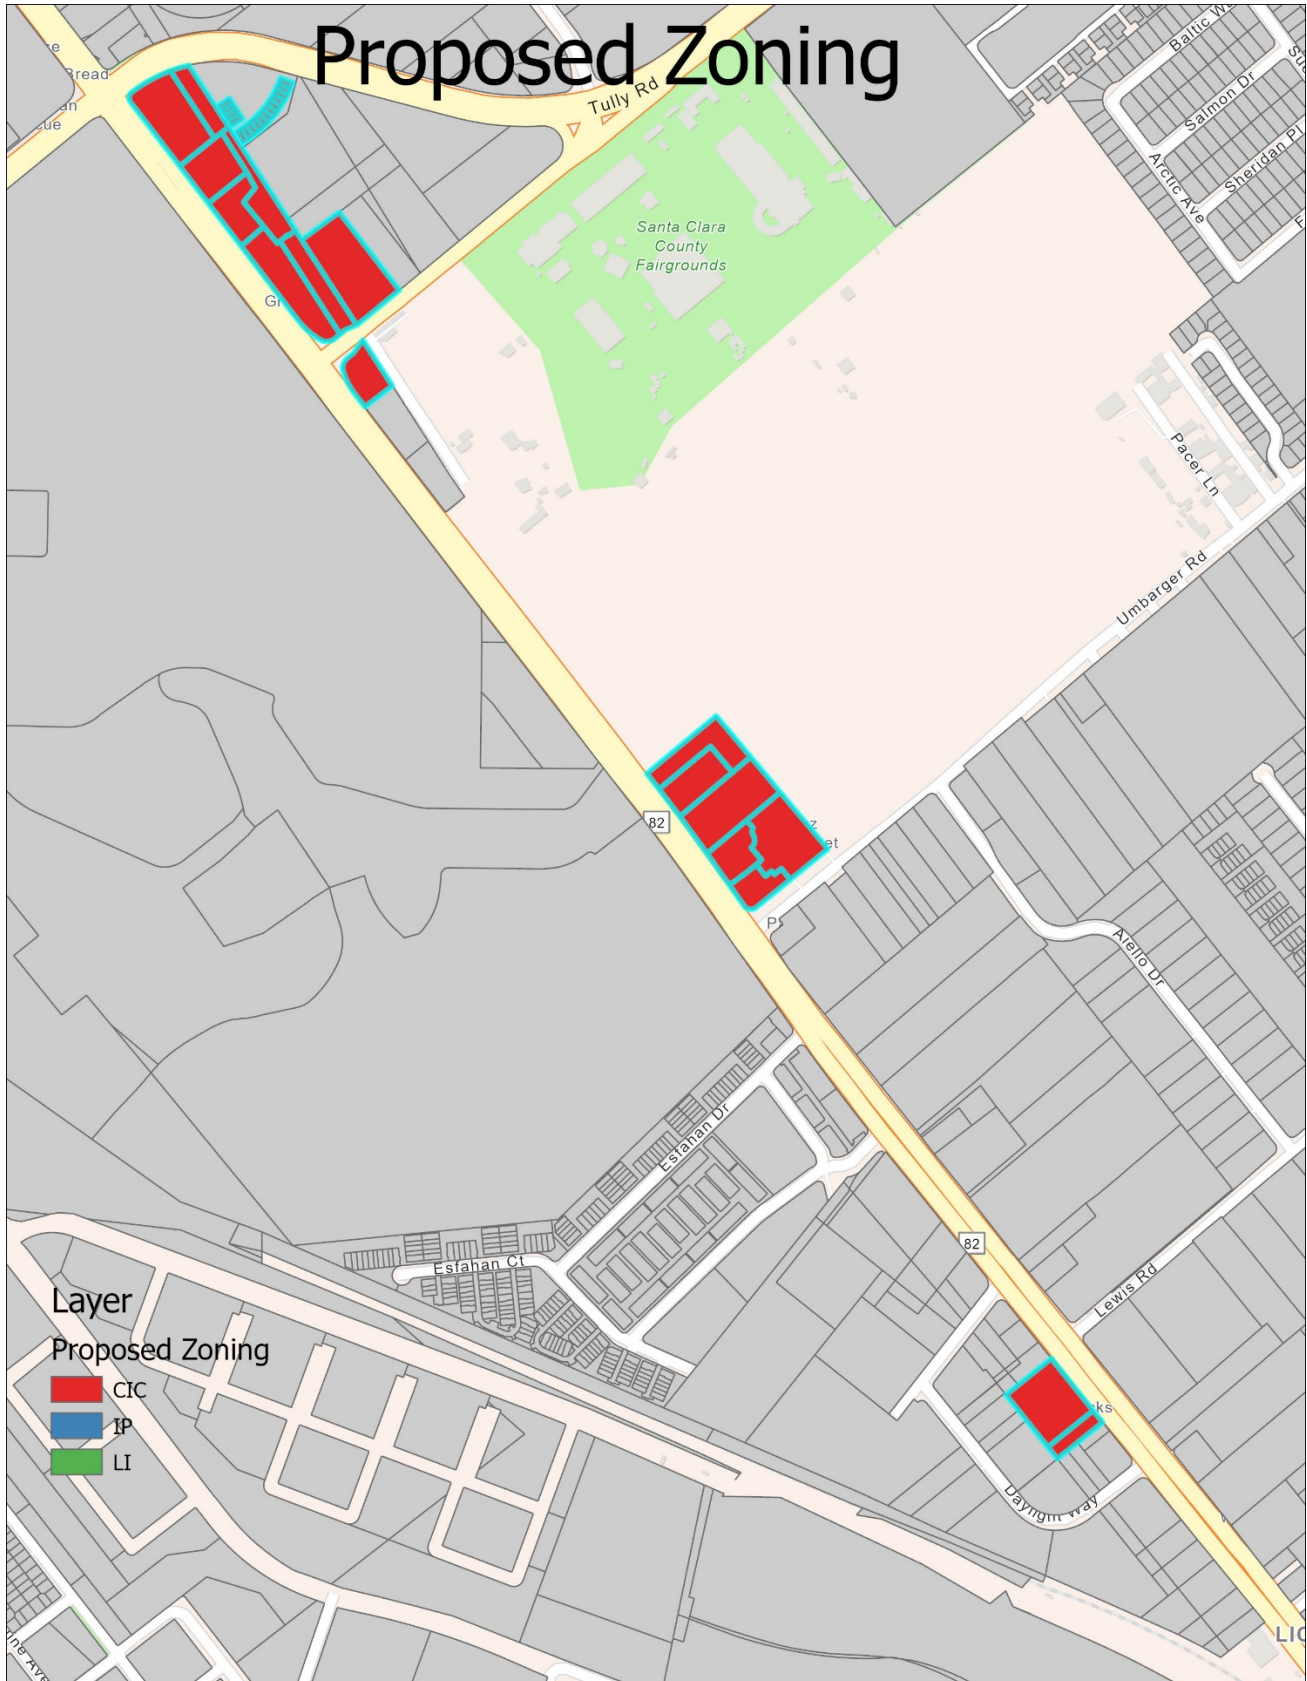 Proposed Zoning
Baltic
Bread
Tully Rd
Salmon Dr
Sheridan Pl
Arctic Ave
Santa Clara
County
Fairgrounds
Pacer Ln
Umbarger Rd
82
Aiello Dr
Esfahan Dr
82
Esfahan Ct
Lewis Rd
Layer
Proposed Zoning
CIC
IP
LI
Daylight Way